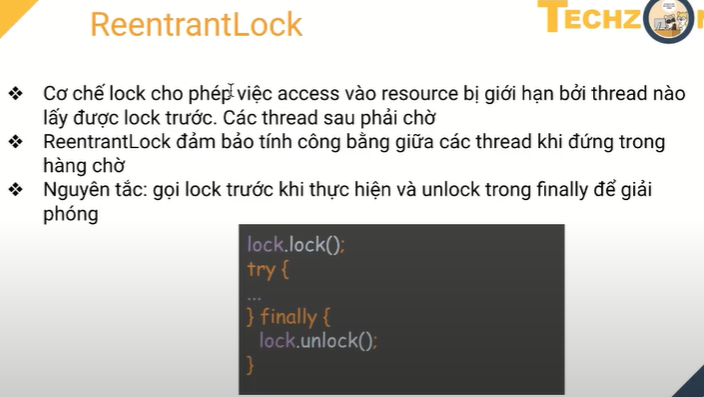 ReentrantLock
TECHZ
Cơ chế lock cho phép việc access vào resource bị giới hạn bởi thread nào
lấy được lock trước. Các thread sau phải chờ
ReentrantLock đảm bảo tính công bằng giữa các thread khi đứng trong
hàng chờ
Nguyên tắc: gọi lock trước khi thực hiện và unlock trong finally để giải
phóng
lock.lock();
try {
...
} finally {
lock.unlock();
}